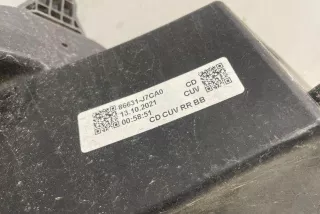 86631-J7CA0 CD
13.10.2021 CUV
00:58:51
CD CUV RR BB